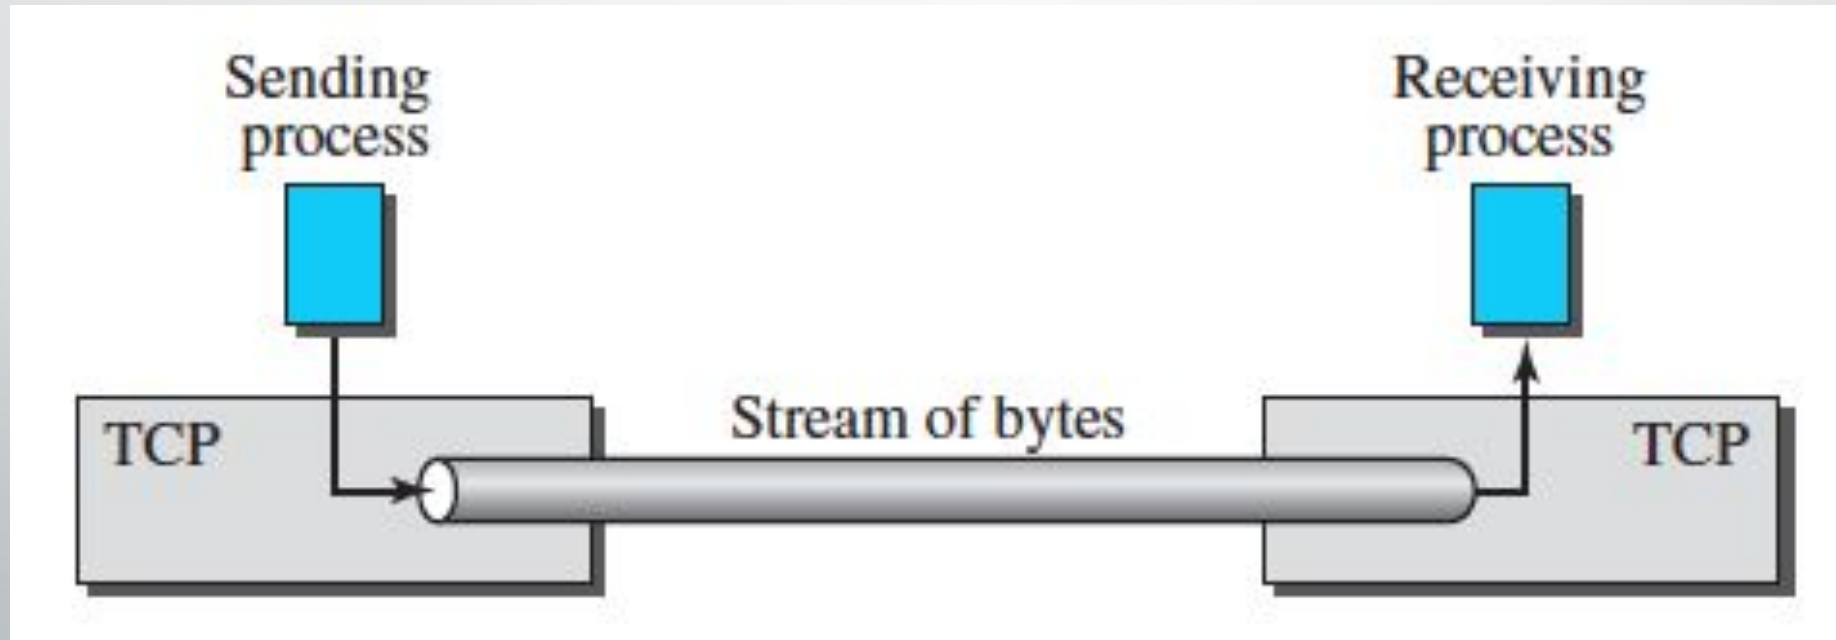 Sending
process
Receiving
process
TCP
Stream of bytes
TCP